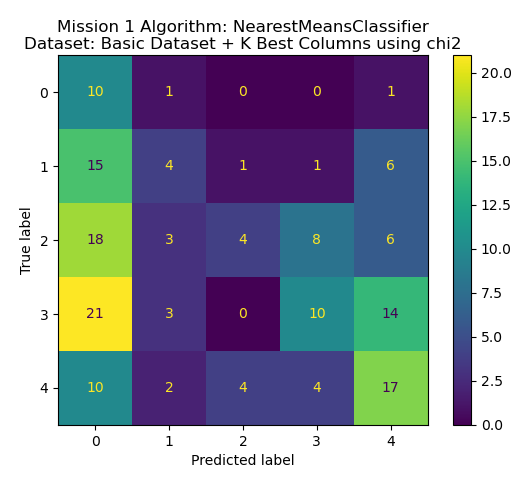 Mission 1 Algorithm: NearestMeansClassifier
Dataset: Basic Dataset + K Best Columns using chi2
0 10 1 0 0 1
1 15 4 1 1 6
2 18 3 4 8 6
3 21 3 0 10 14
4 10 2 4 4 17
0 1 2 3 4
Predicted label
True label
20.0
17.5
15.0
12.5
10.0
7.5
5.0
2.5
0.0